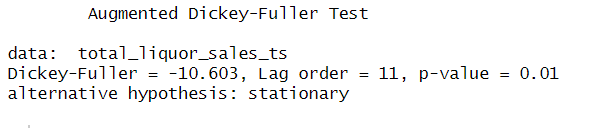 Augmented Dickey-Fuller Test
data:  total_liquor_sales_ts
Dickey-Fuller = -10.603, Lag order = 11, p-value = 0.01
alternative hypothesis: stationary